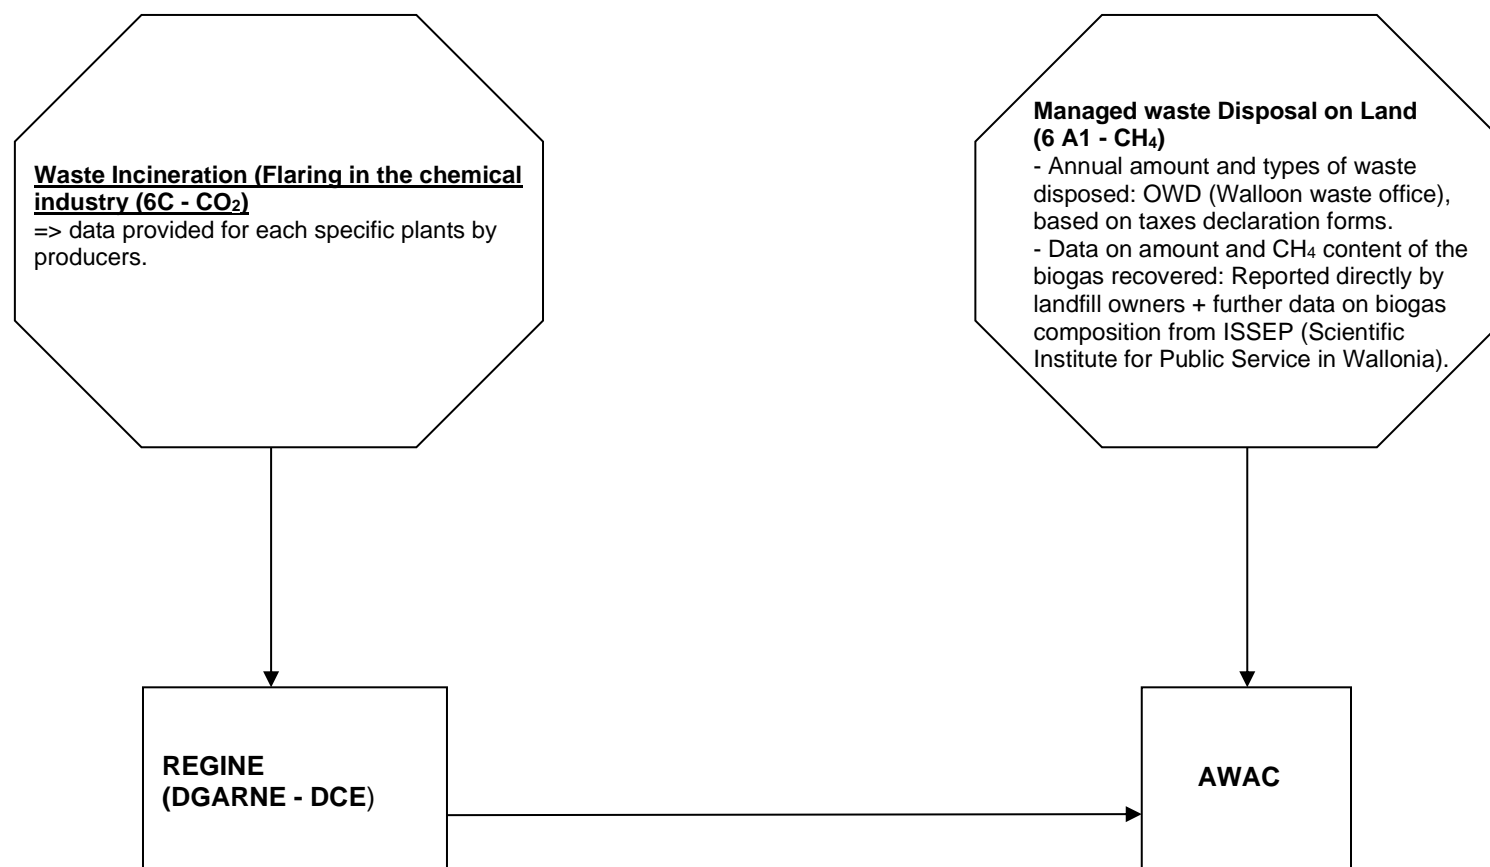 Waste Incineration (Flaring in the chemical
industry (6C - CO₂)
=> data provided for each specific plants by
producers.
Managed waste Disposal on Land
(6 A1 - CH₄)
- Annual amount and types of waste
disposed: OWD (Walloon waste office),
based on taxes declaration forms.
- Data on amount and CH₄ content of the
biogas recovered: Reported directly by
landfill owners + further data on biogas
composition from ISSEP (Scientific
Institute for Public Service in Wallonia).
REGINE
(DGARNE - DCE)
AWAC